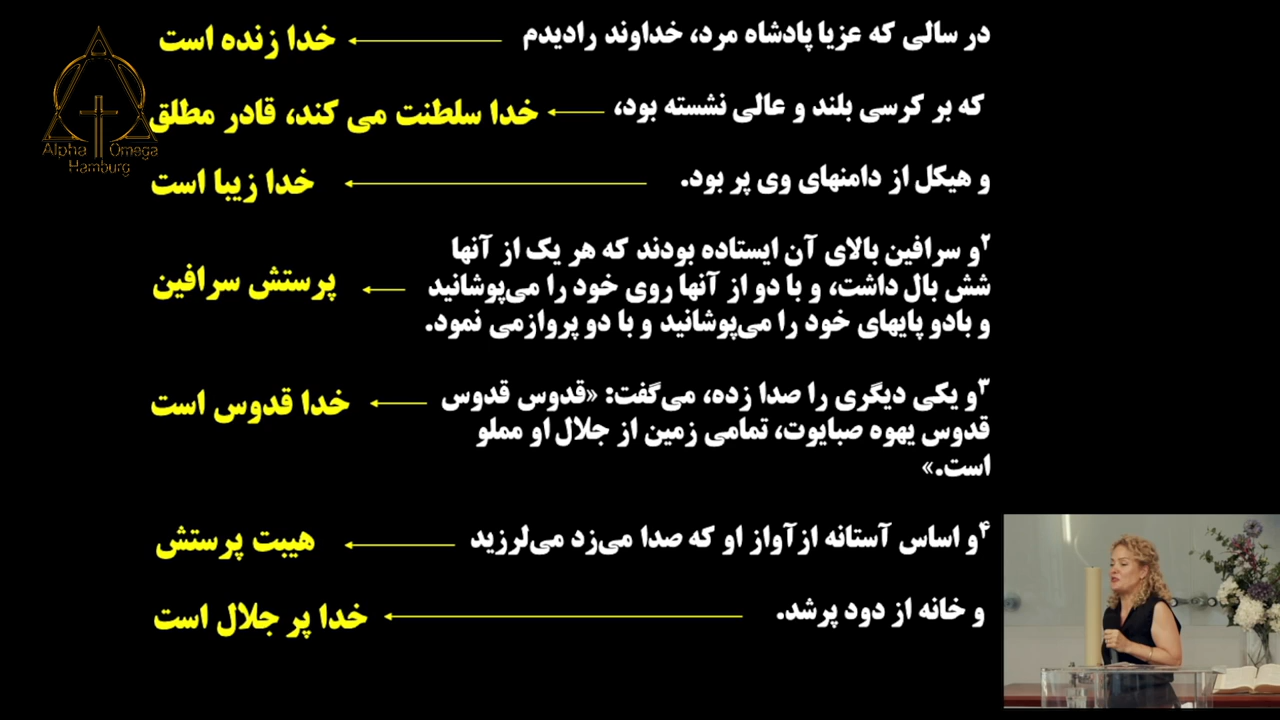 در سالی که عزیا پادشاه مرد، خداوند رادیدم
خدا زنده است
که بر کرسی بلند و عالی نشسته بود،
خدا سلطنت می کند، قادر مطلق
و هیکل از دامنهای وی پر بود.
خدا زیبا است
۲و سرافین بالای آن ایستاده بودند که هر یک از آنها
شش بال داشت، و با دو از آنها روی خود را می‌پوشانید
و بادو پایهای خود را می‌پوشانید و با دو پروازمی نمود.
پرستش سرافین
۳و یکی دیگری را صدا زده، می‌گفت: «قدوس قدوس
قدوس یهوه صبایوت، تمامی زمین از جلال او مملو
است.»
خدا قدوس است
۴و اساس آستانه ازآواز او که صدا می‌زد می‌لرزید
هیبت پرستش
و خانه از دود پرشد.
خدا پر جلال است
Alpha Omega
Hamburg